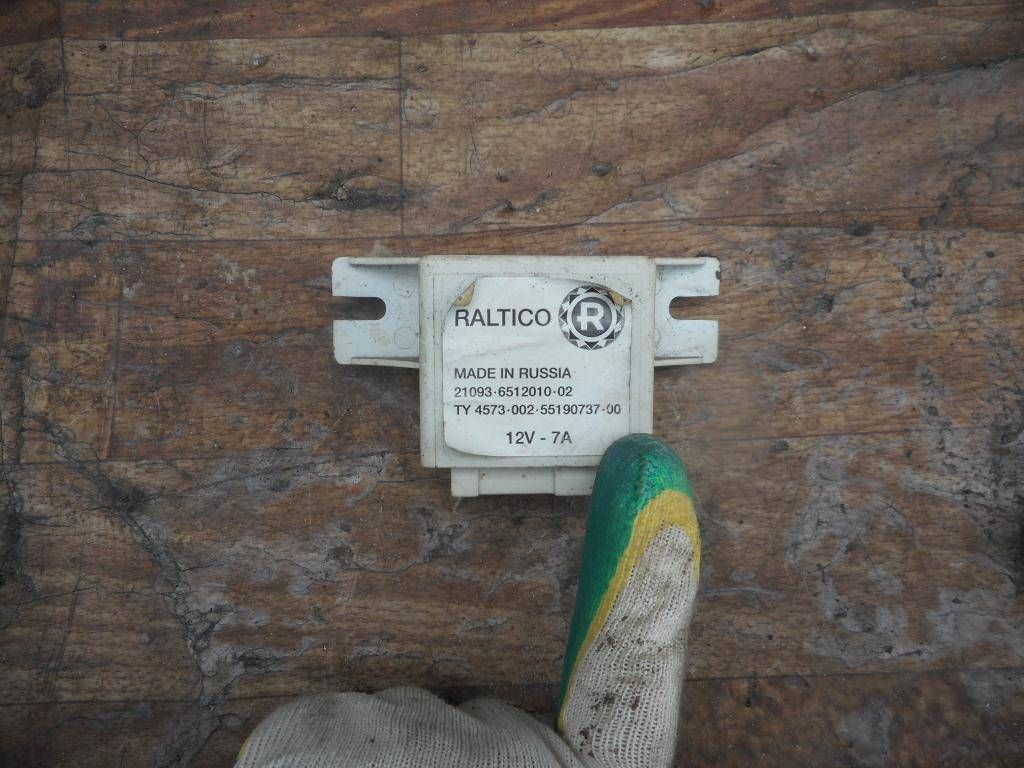 RALTICO R
MADE IN RUSSIA
21093-6512010-02
TY 4573-002-55190737-00
12V - 7A